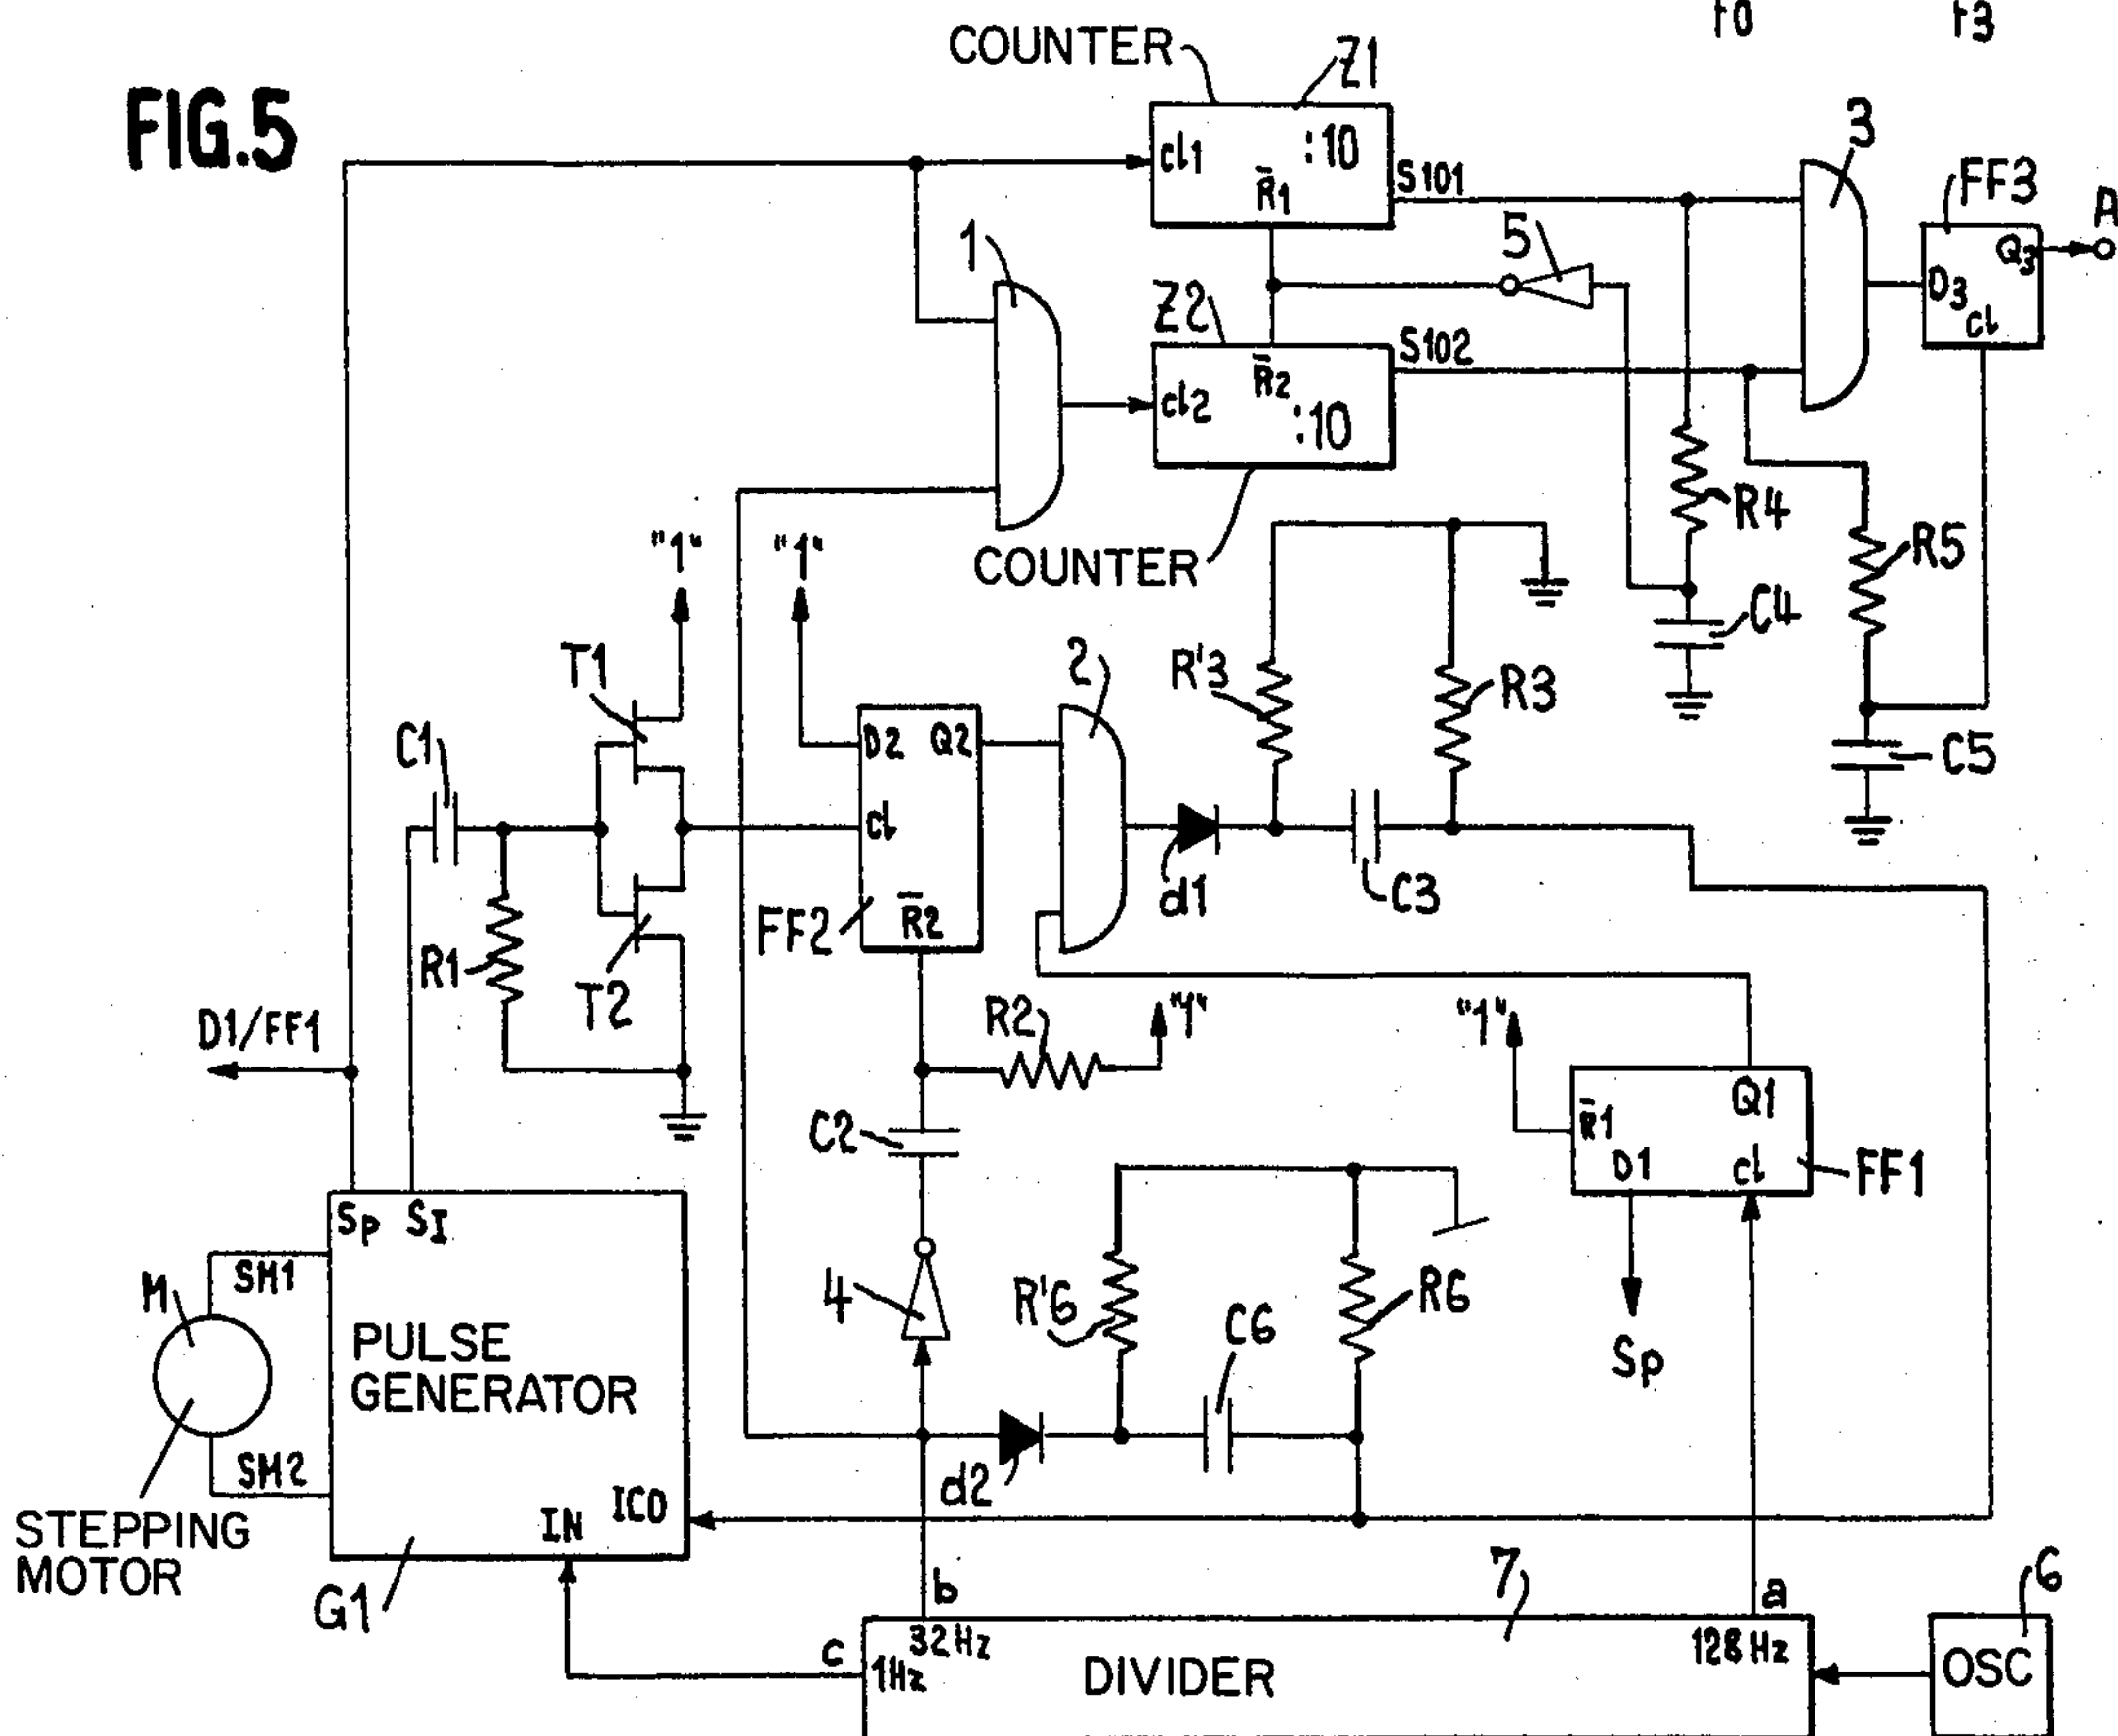 t0 t3
FIG.5
COUNTER Z1
cl1 :10
R̄1
S101
3
FF3
A
Q3
D3
cl
1
5
Z2
S102
R̄2
cl2
:10
R4
R5
"1" "1"
COUNTER
C4
T1
2
R'3
R3
C1
D2 Q2
C5
cl
FF2
R̄2
d1
C3
R1
T2
D1/FF1
R2
"1"
"1"
C2
R̄1 Q1
D1 cl
FF1
Sp SI
SM1
M
4
R'6
C6
R6
Sp
PULSE
GENERATOR
SM2
d2
STEPPING
MOTOR
IN ICO
G1
b
7
a
6
c
1Hz
32Hz
128Hz
DIVIDER
OSC